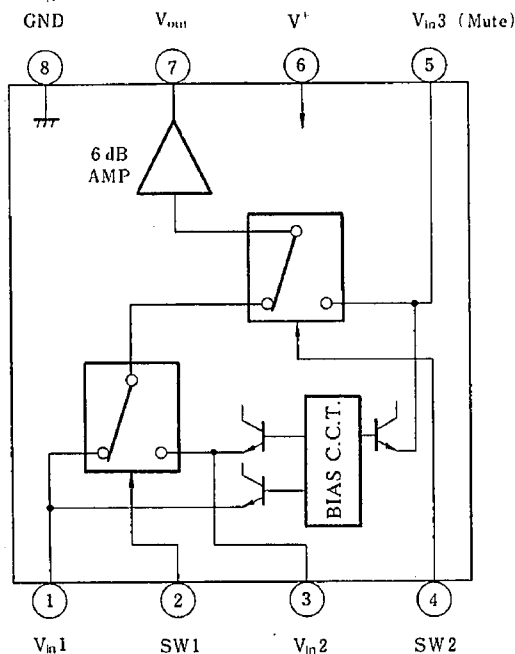 GND Vout V+ Vin3 (Mute)
8 7 6 5
6 dB
AMP
BIAS C.C.T.
1 2 3 4
Vin1 SW1 Vin2 SW2